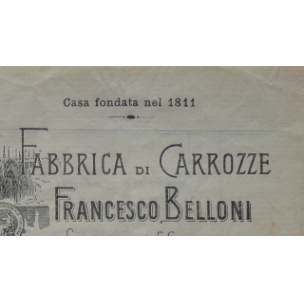 Casa fondata nel 1811
FABBRICA DI CARROZZE
FRANCESCO BELLONI